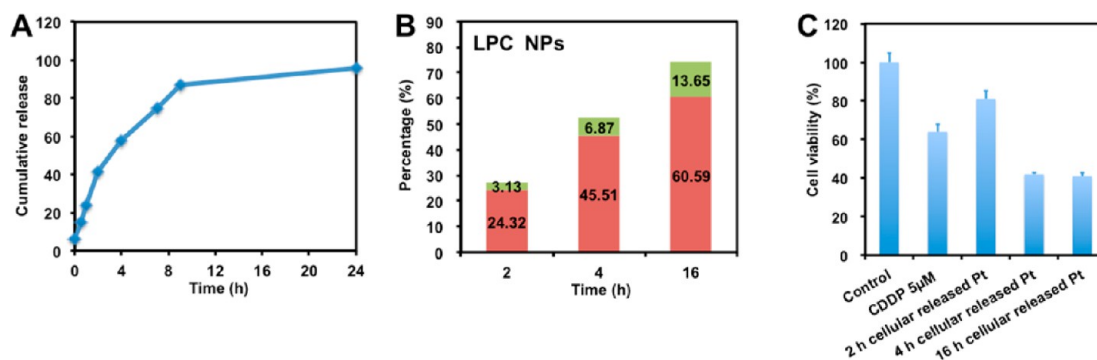 A
Cumulative release
120
100
80
60
40
20
0
0 4 8 12 16 20 24
Time (h)
B
LPC NPs
Percentage (%)
90
80
70
60
50
40
30
20
10
0
3.13
24.32
6.87
45.51
13.65
60.59
2 4 16
Time (h)
C
Cell viability (%)
120
100
80
60
40
20
0
Control
CDDP 5μM
2 h cellular released Pt
4 h cellular released Pt
16 h cellular released Pt